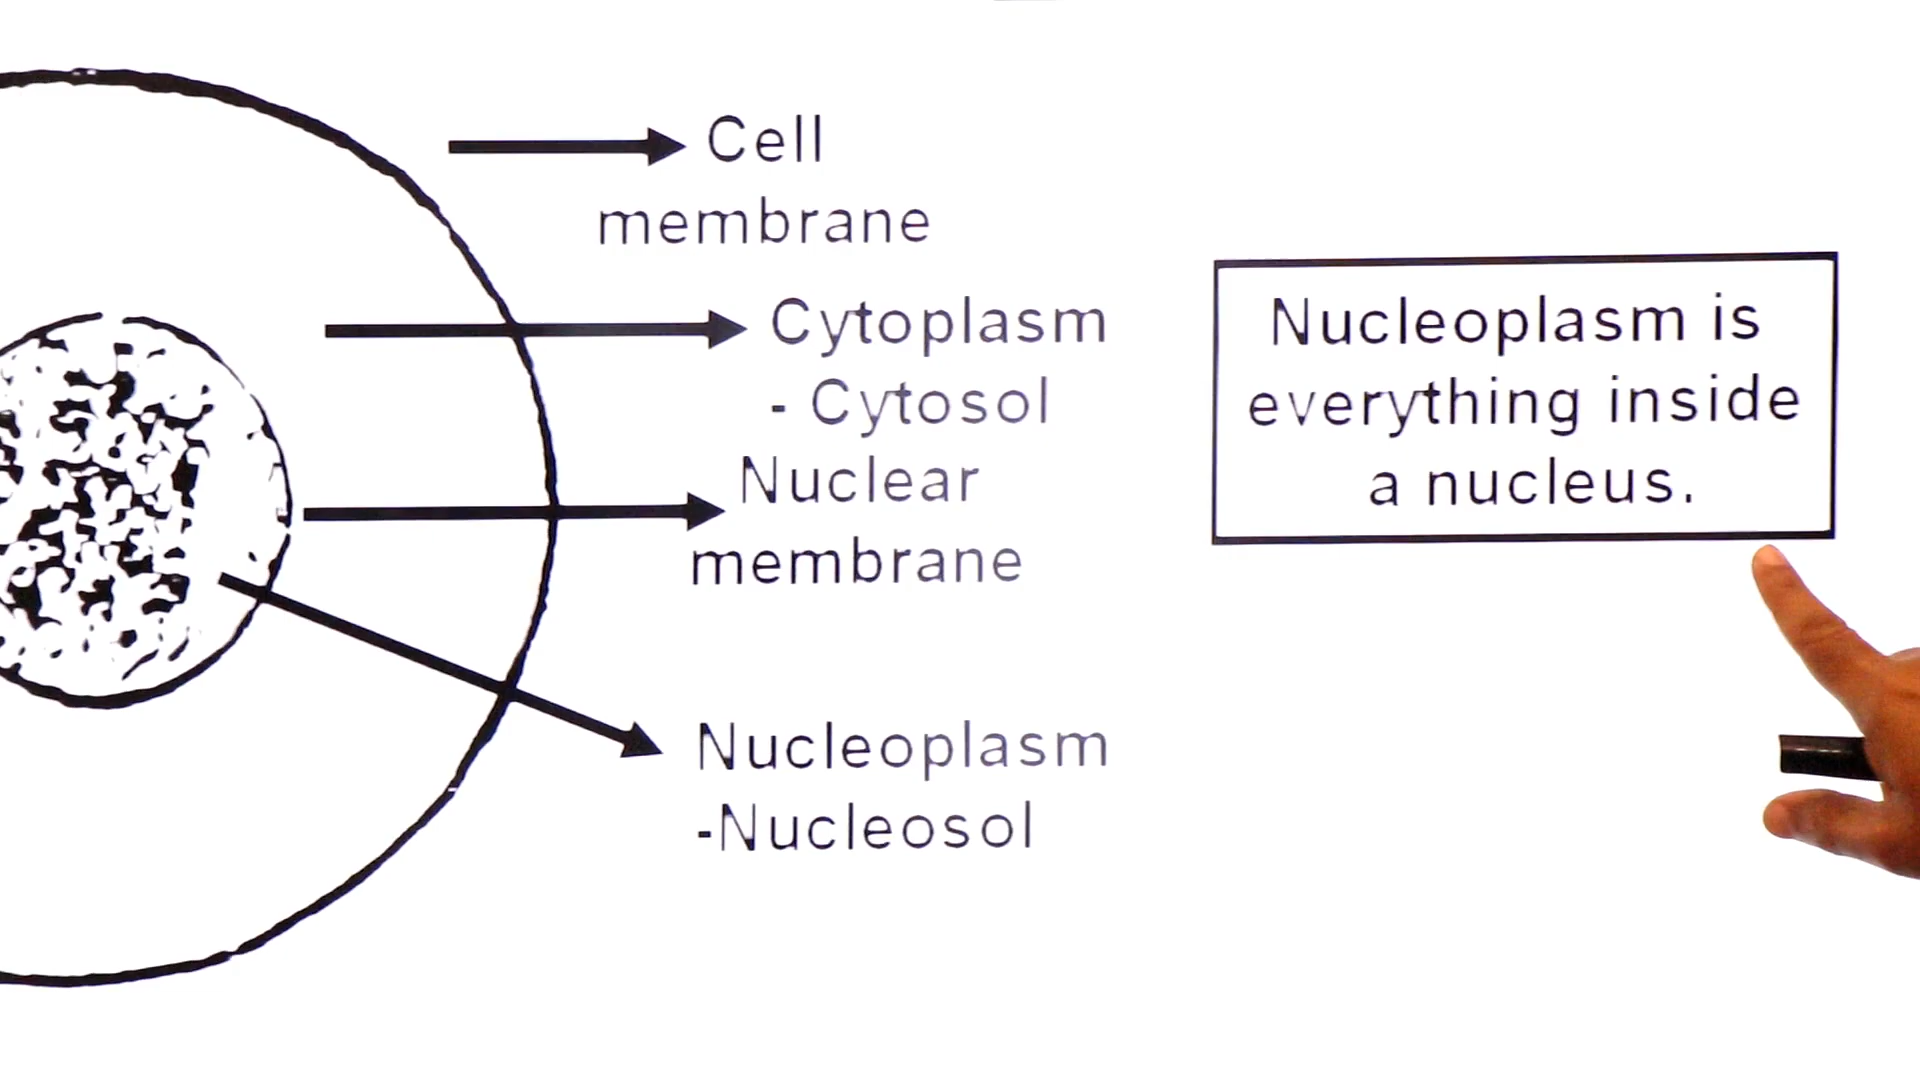 Cell
membrane
Cytoplasm
- Cytosol
Nuclear
membrane
Nucleoplasm
-Nucleosol
Nucleoplasm is
everything inside
a nucleus.